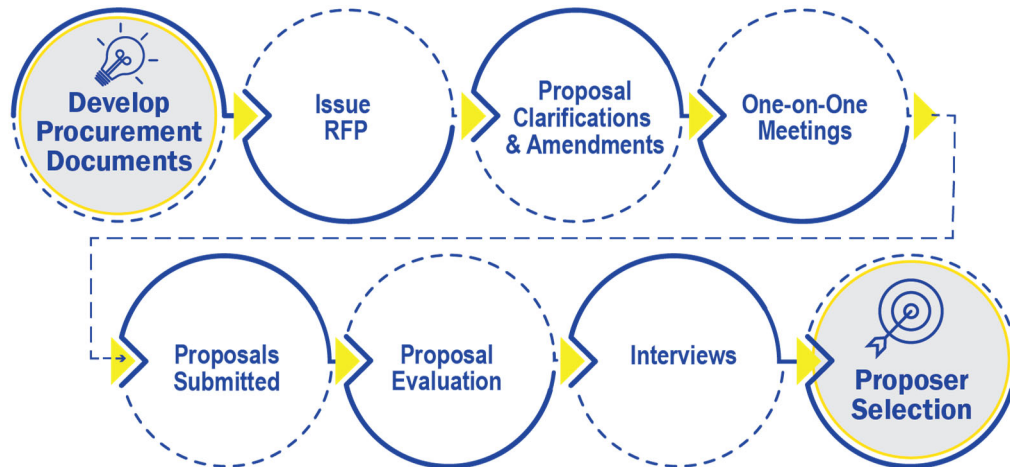 Develop
Procurement
Documents
Issue
RFP
Proposal
Clarifications
& Amendments
One-on-One
Meetings
Proposals
Submitted
Proposal
Evaluation
Interviews
Proposer
Selection